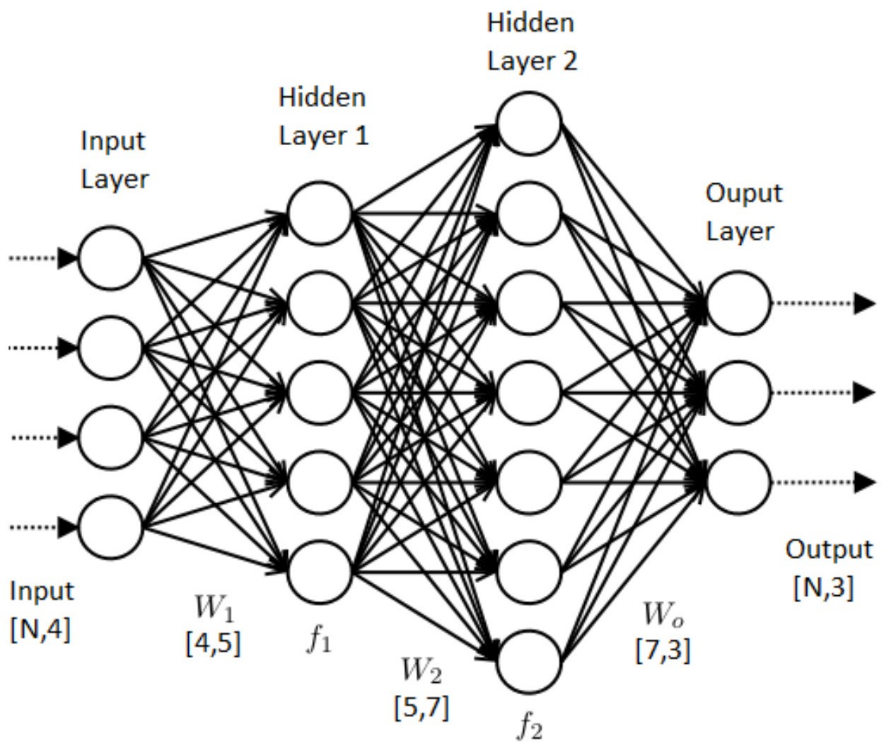 Hidden
Layer 2
Hidden
Layer 1
Input
Layer
Ouput
Layer
Input
[N,4]
W₁
[4,5]
f₁
W₂
[5,7]
f₂
Wₒ
[7,3]
Output
[N,3]